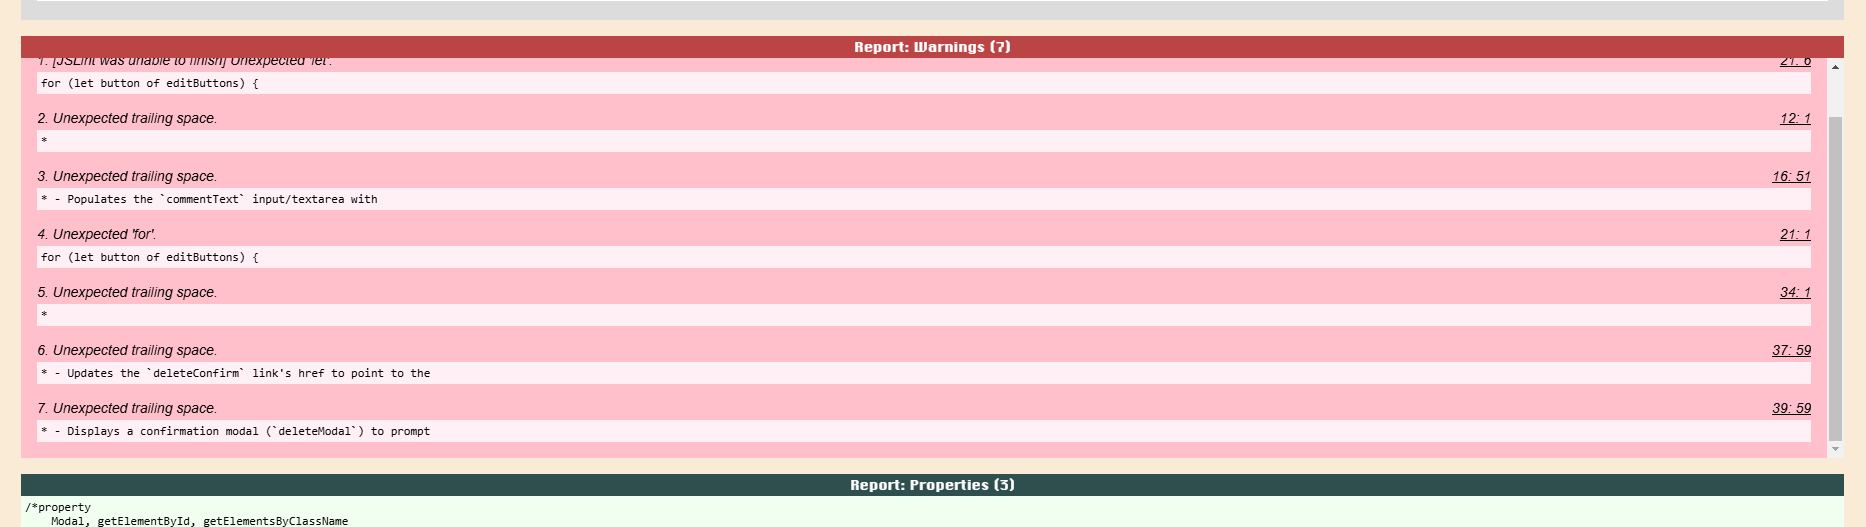 Report: Warnings (7)
1. [JSLint was unable to finish] Unexpected 'let'. 21: 6
for (let button of editButtons) {
2. Unexpected trailing space. 12: 1
*
3. Unexpected trailing space. 16: 51
* - Populates the `commentText` input/textarea with
4. Unexpected 'for'. 21: 1
for (let button of editButtons) {
5. Unexpected trailing space. 34: 1
*
6. Unexpected trailing space. 37: 59
* - Updates the `deleteConfirm` link's href to point to the
7. Unexpected trailing space. 39: 59
* - Displays a confirmation modal (`deleteModal`) to prompt
Report: Properties (3)
/*property
Modal, getElementById, getElementsByClassName